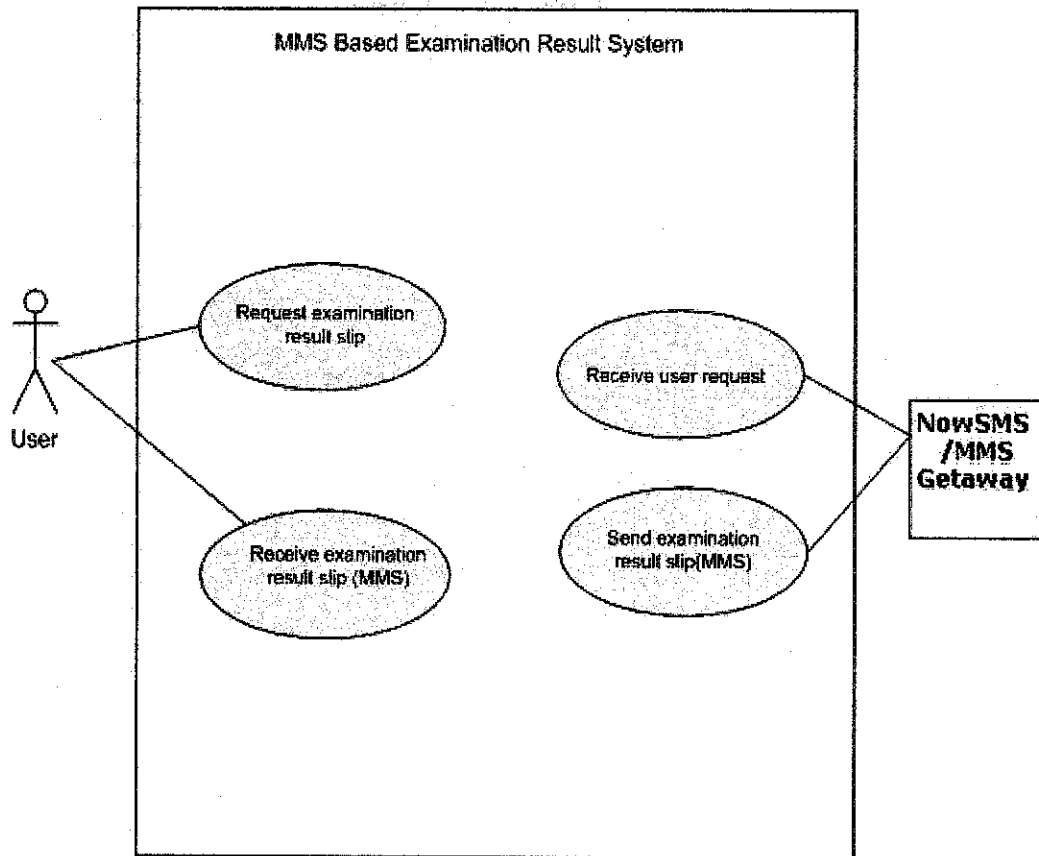 MMS Based Examination Result System
Request examination
result slip
Receive user request
User
NowSMS
/MMS
Getaway
Receive examination
result slip (MMS)
Send examination
result slip(MMS)